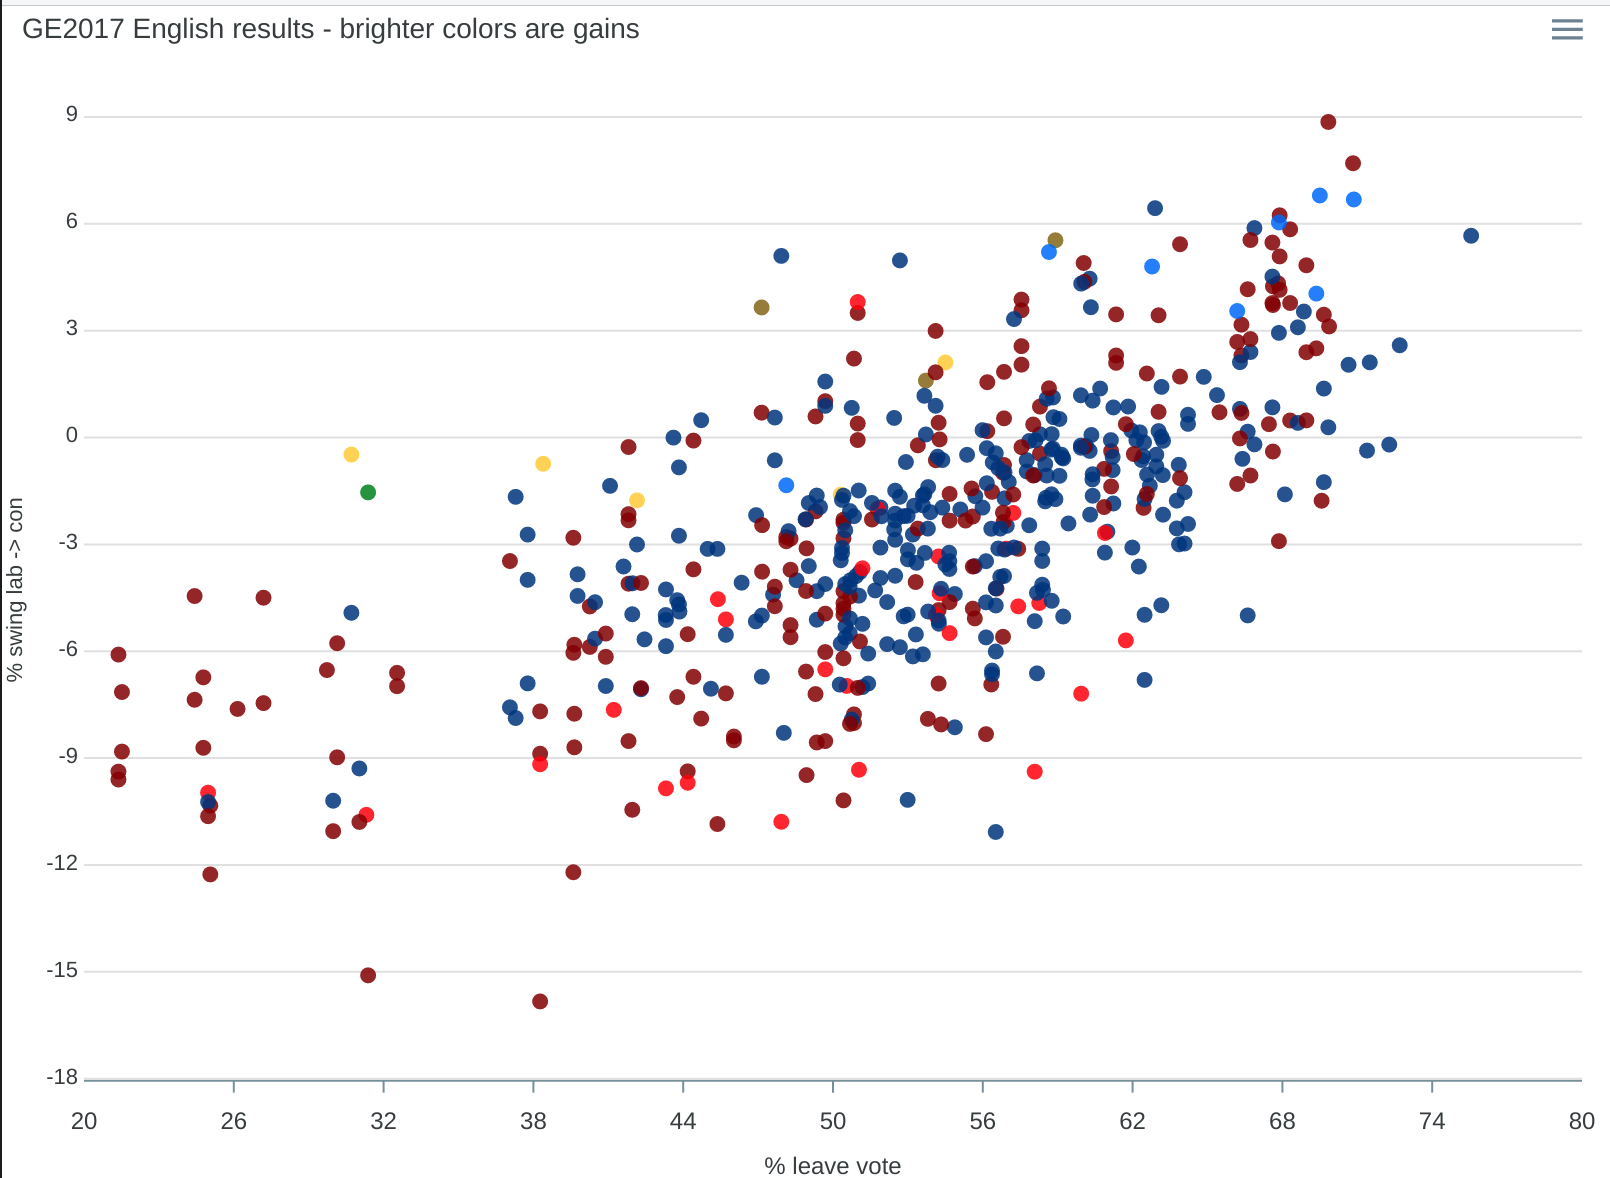 GE2017 English results - brighter colors are gains
9
6
3
0
-3
-6
-9
-12
-15
-18
% swing lab -> con
20 26 32 38 44 50 56 62 68 74 80
% leave vote